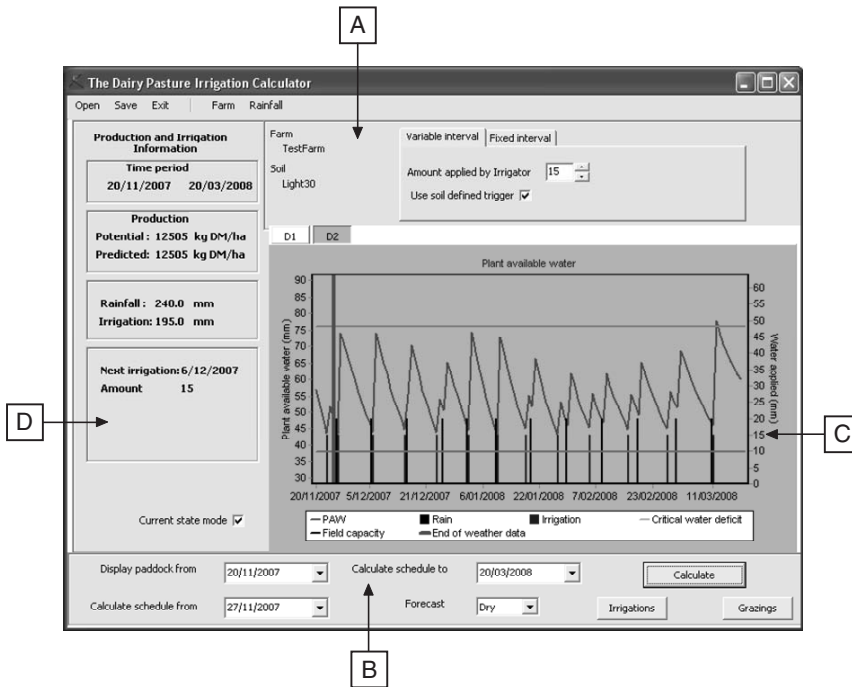 A
The Dairy Pasture Irrigation Calculator
Open Save Exit Farm Rainfall
Production and Irrigation
Information
Time period
20/11/2007 20/03/2008
Production
Potential : 12505 kg DM/ha
Predicted: 12505 kg DM/ha
Rainfall : 240.0 mm
Irrigation: 195.0 mm
Next irrigation: 6/12/2007
Amount 15
D
Current state mode
Farm
TestFarm
Soil
Light30
Variable interval Fixed interval
Amount applied by Irrigator 15
Use soil defined trigger
D1 D2
Plant available water
Plant available water (mm)
90
85
80
75
70
65
60
55
50
45
40
35
30
60
55
50
45
40
35
30
25
20
15
10
5
0
Water applied (mm)
C
20/11/2007 5/12/2007 21/12/2007 6/01/2008 22/01/2008 7/02/2008 23/02/2008 11/03/2008
PAW Rain Irrigation Critical water deficit
Field capacity End of weather data
Display paddock from 20/11/2007 Calculate schedule to 20/03/2008 Calculate
Calculate schedule from 27/11/2007 Forecast Dry Irrigations Grazings
B